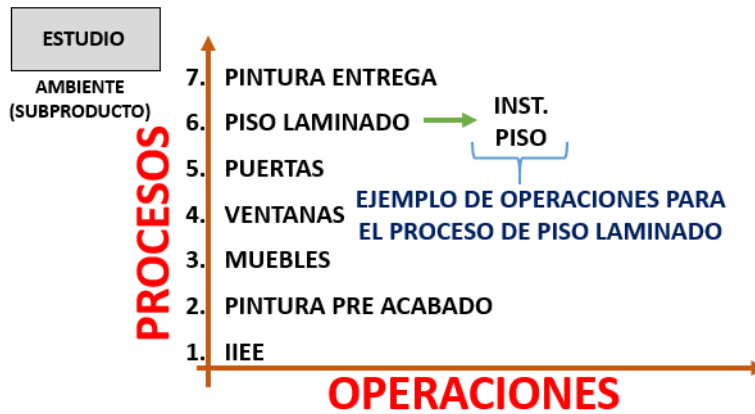 ESTUDIO
AMBIENTE
(SUBPRODUCTO)
PROCESOS
7. PINTURA ENTREGA
6. PISO LAMINADO
INST.
PISO
5. PUERTAS
EJEMPLO DE OPERACIONES PARA
EL PROCESO DE PISO LAMINADO
4. VENTANAS
3. MUEBLES
2. PINTURA PRE ACABADO
1. IIEE
OPERACIONES